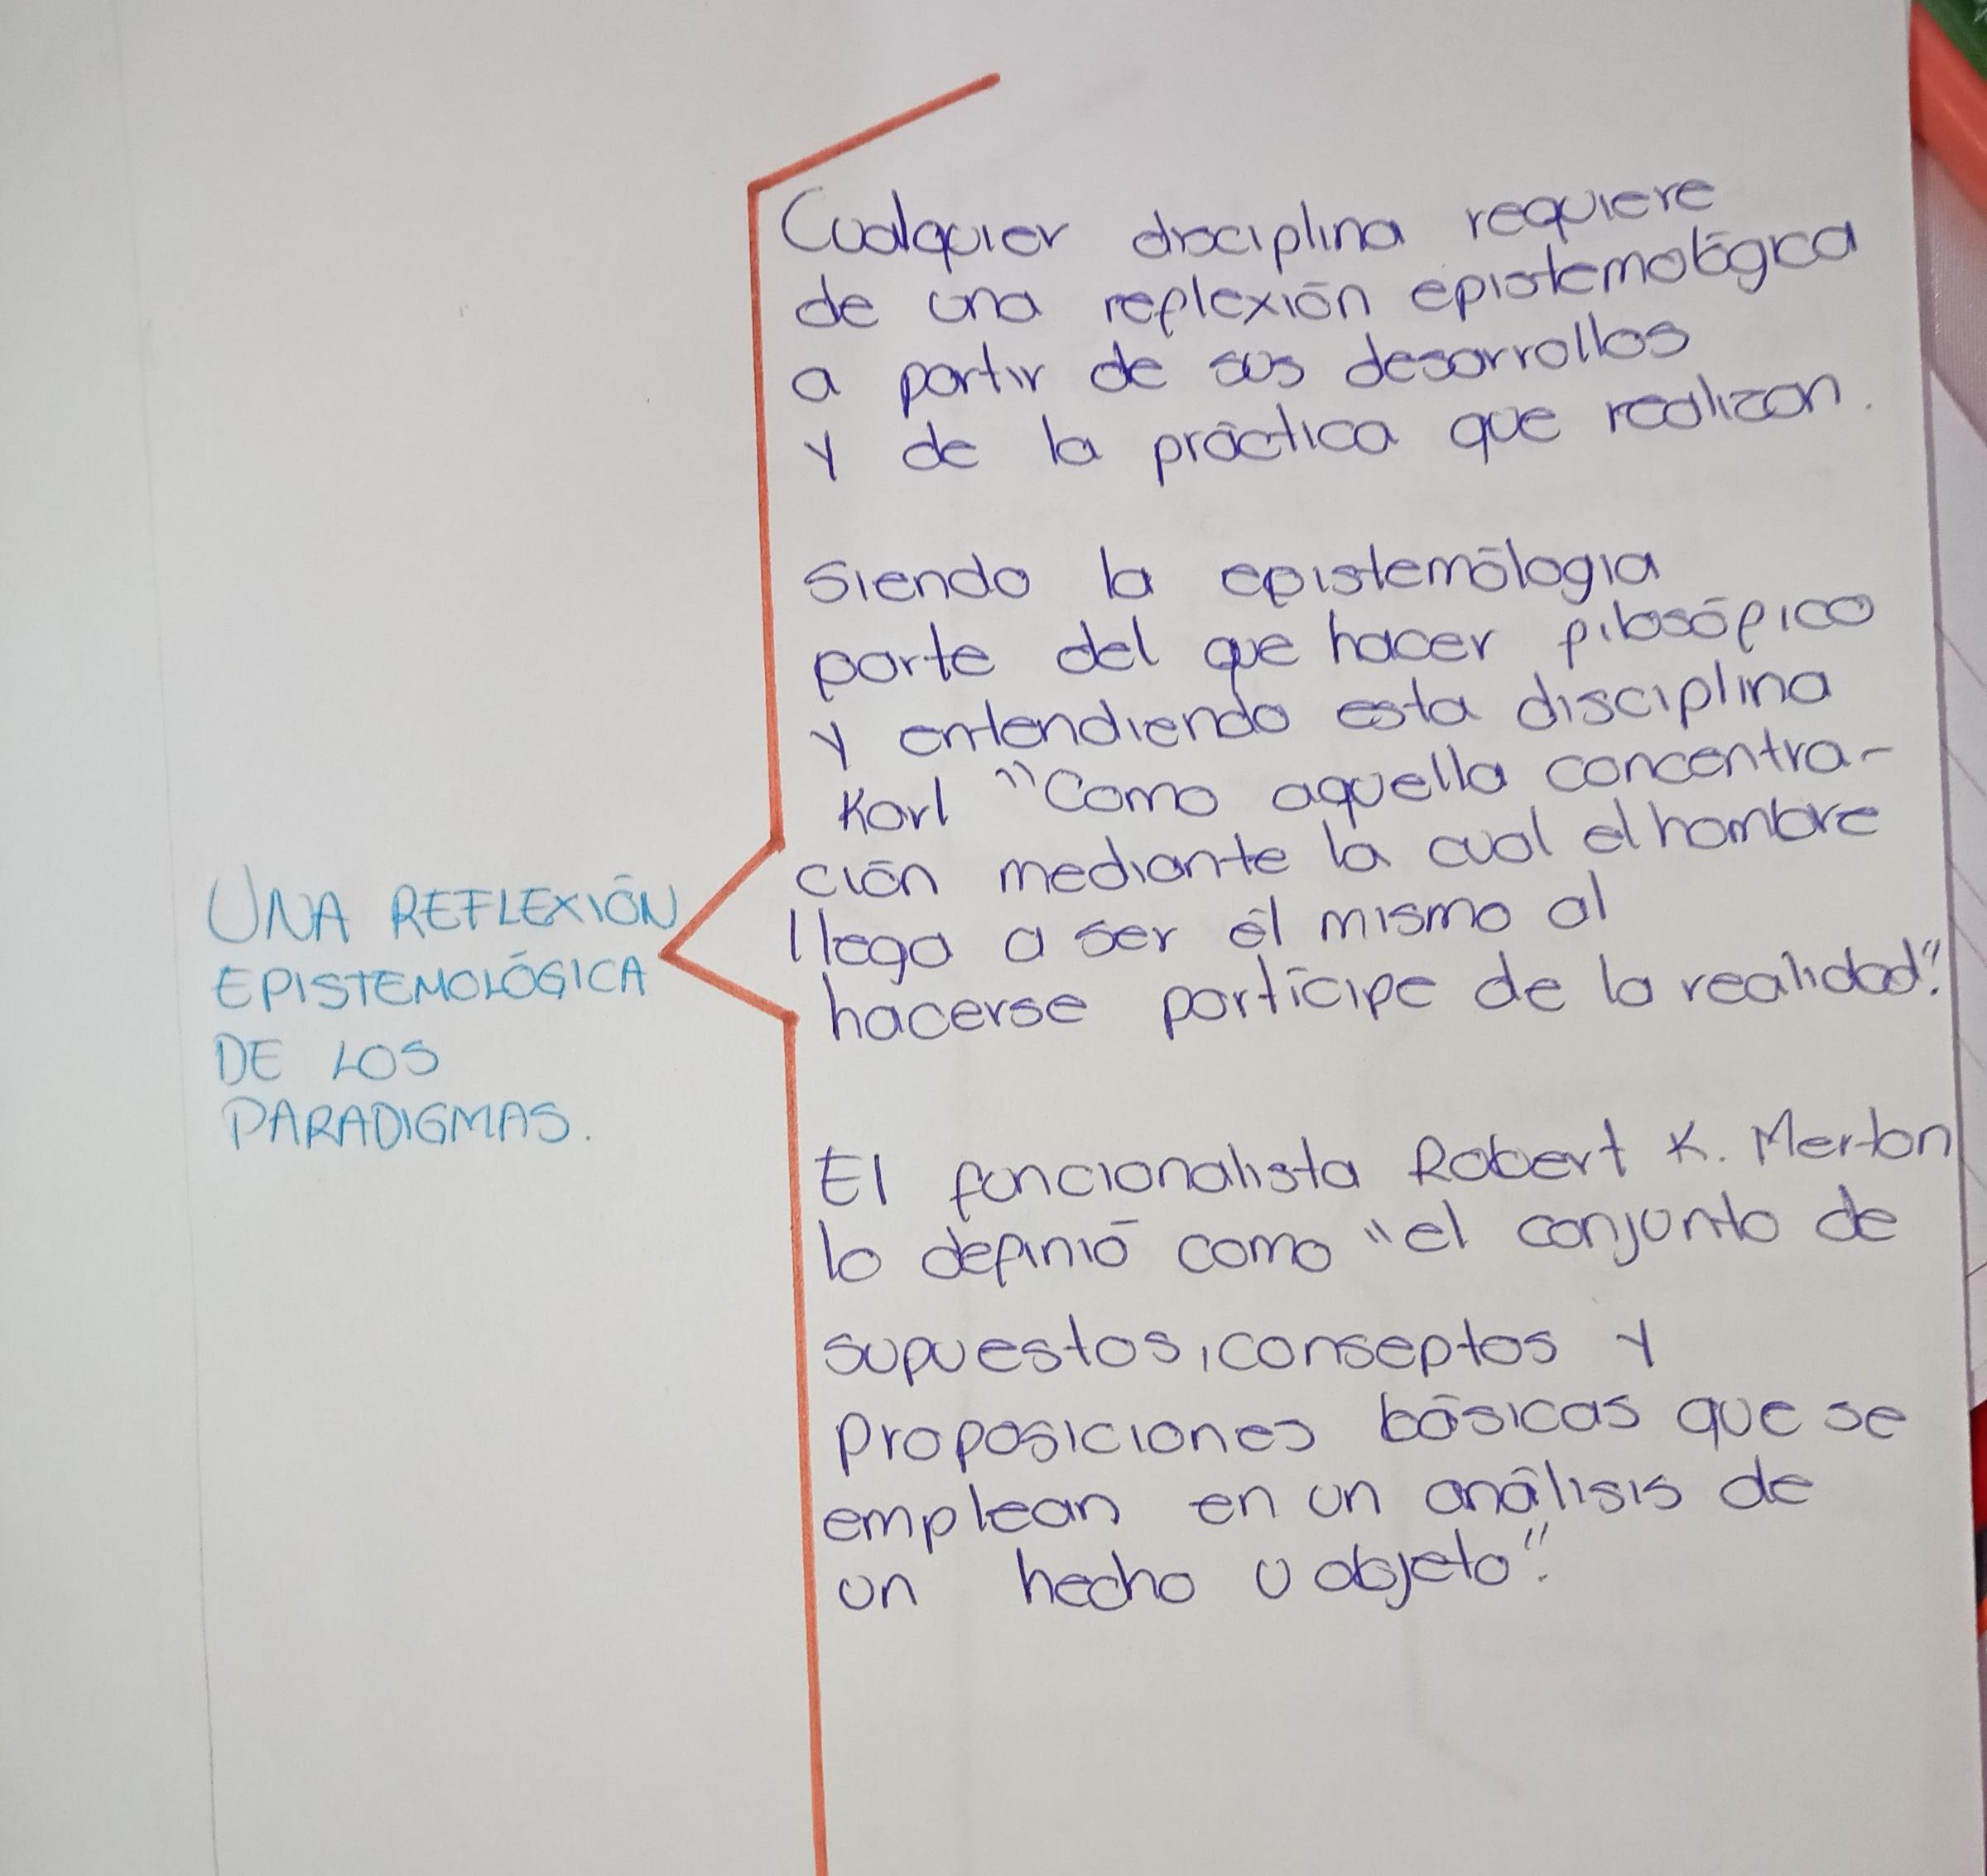 UNA REFLEXIÓN
EPISTEMOLÓGICA
DE LOS
PARADIGMAS.
Cualquier disciplina requiere
de una reflexión epistemológica
a partir de sus desarrollos
y de la práctica que realizan.
Siendo la epistemólogia
parte del que hacer filosófico
y entendiendo esta disciplina
Karl "Como aquella concentra-
ción mediante la cual el hombre
llega a ser él mismo al
hacerse partícipe de la realidad".
El funcionalista Robert K. Merton
lo definió como "el conjunto de
supuestos, conseptos y
proposiciones básicas que se
emplean en un análisis de
un hecho u objeto".